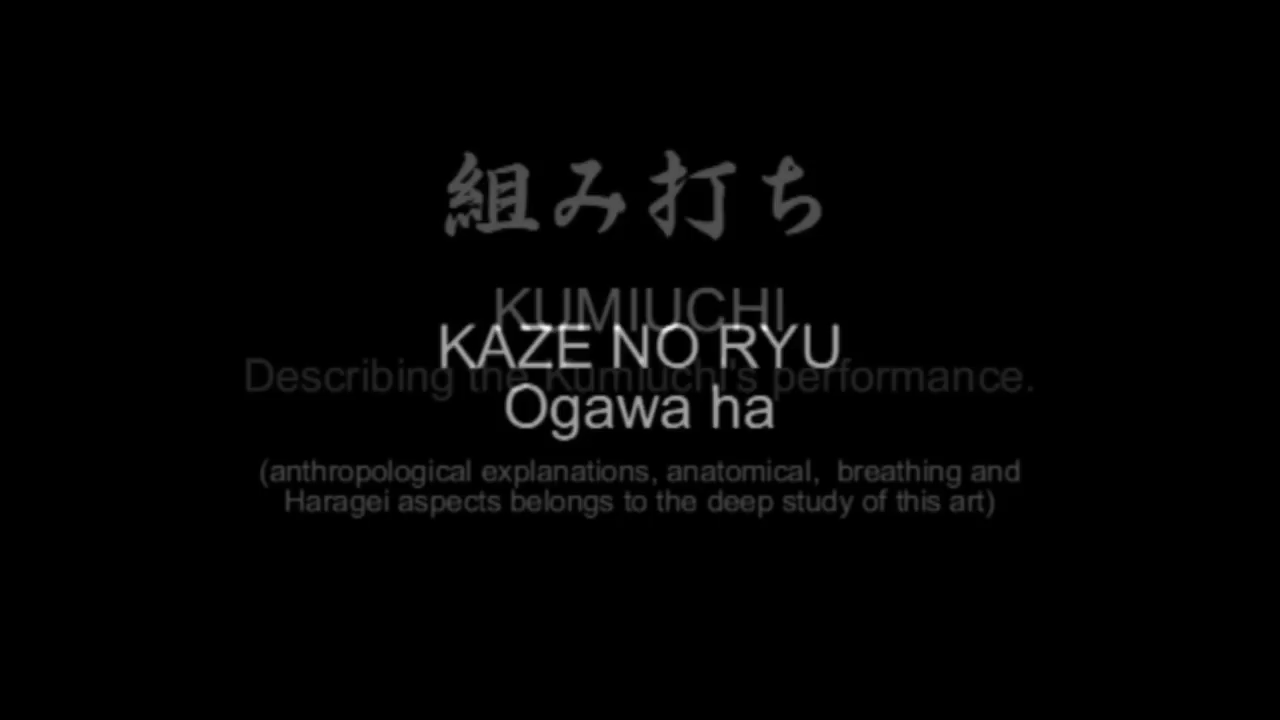 組み打ち
KUMIUCHI
KAZE NO RYU
Describing the Kumiuchi's performance.
Ogawa ha
(anthropological explanations, anatomical, breathing and
Haragei aspects belongs to the deep study of this art)